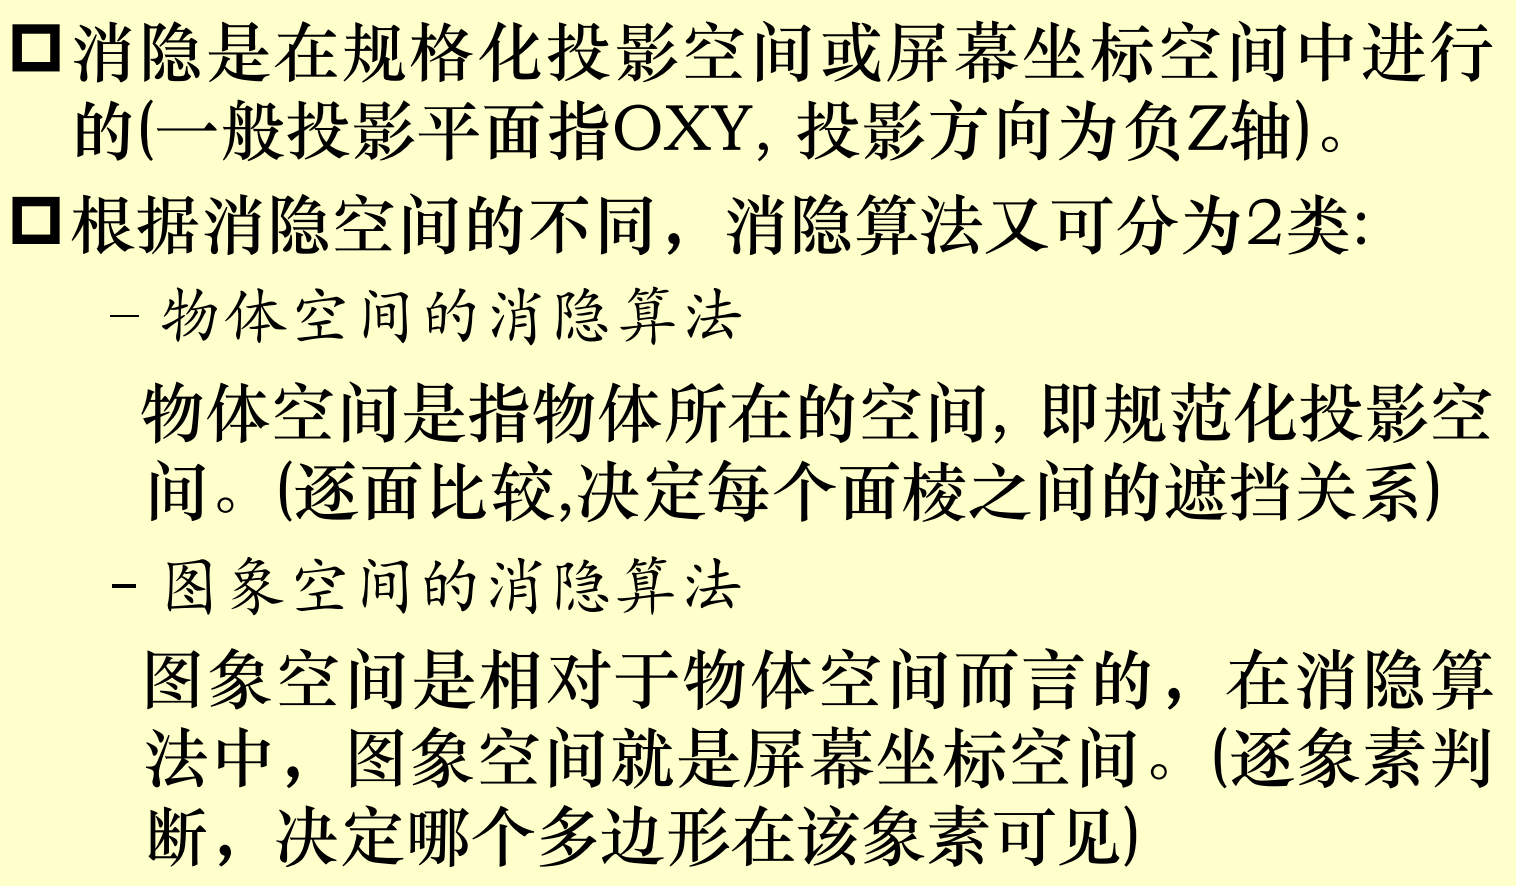 消隐是在规格化投影空间或屏幕坐标空间中进行
的(一般投影平面指OXY, 投影方向为负Z轴)。
根据消隐空间的不同，消隐算法又可分为2类:
– 物体空间的消隐算法
物体空间是指物体所在的空间, 即规范化投影空
间。(逐面比较,决定每个面棱之间的遮挡关系)
– 图象空间的消隐算法
图象空间是相对于物体空间而言的，在消隐算
法中，图象空间就是屏幕坐标空间。(逐象素判
断，决定哪个多边形在该象素可见)